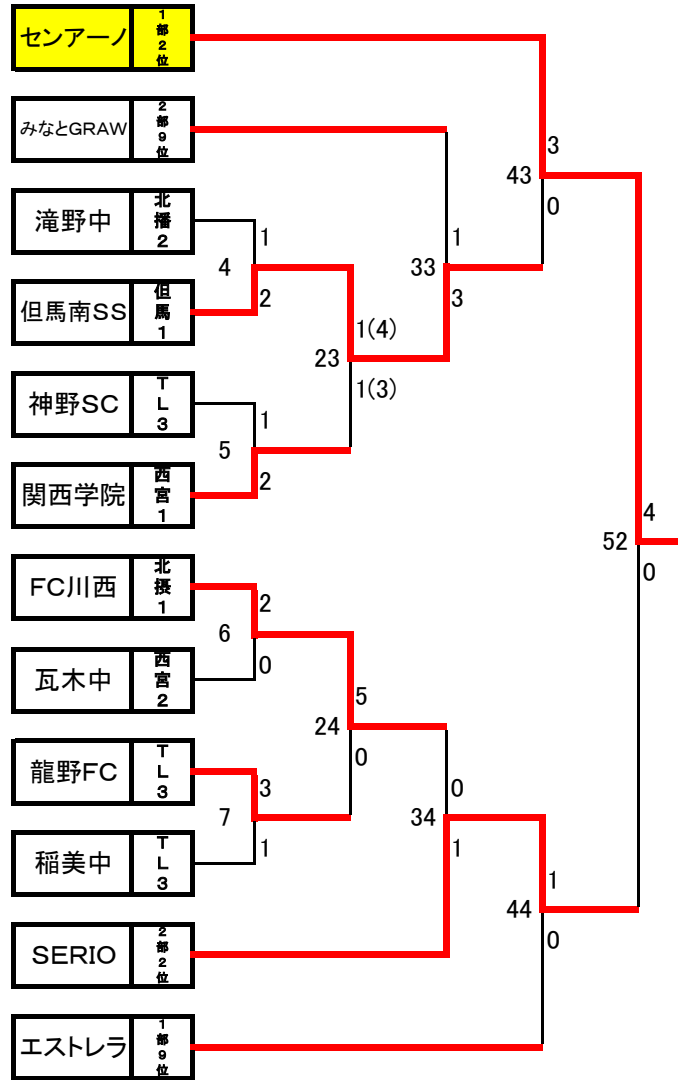 センアーノ 1部2位
3
43
0
みなとGRAW 2部9位
滝野中 北播2
1
4
2
但馬南SS 但馬1
1
33
3
1(4)
23
1(3)
神野SC TL3
1
5
2
関西学院 西宮1
4
52
0
FC川西 北摂1
2
6
0
瓦木中 西宮2
5
24
0
龍野FC TL3
3
7
1
稲美中 TL3
0
34
1
1
44
0
SERIO 2部2位
エストレラ 1部9位